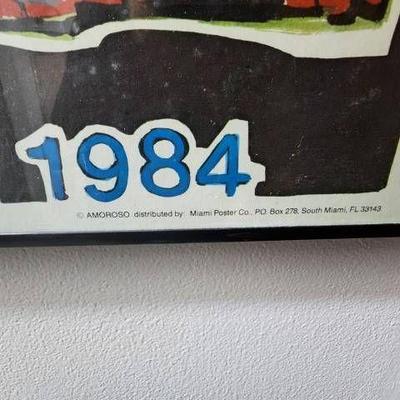 1984
© AMOROSO distributed by: Miami Poster Co., P.O. Box 278, South Miami, FL 33143